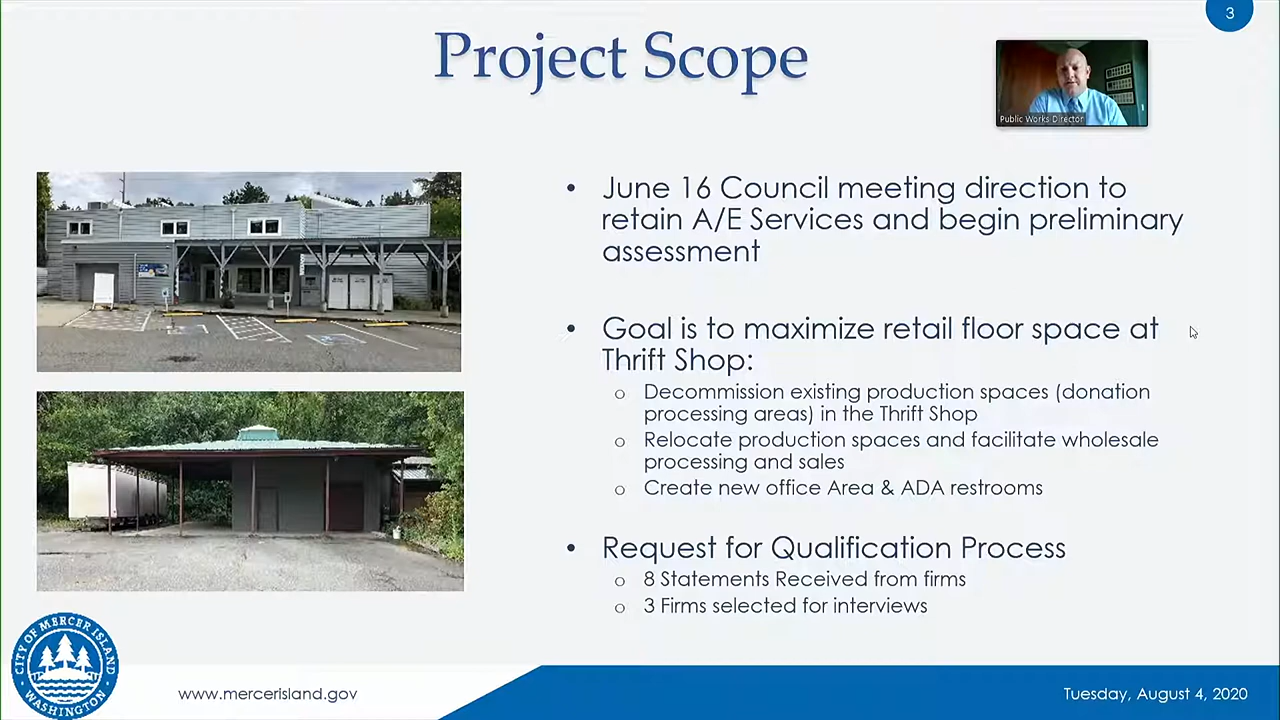 3
Project Scope
Public Works Director
• June 16 Council meeting direction to
retain A/E Services and begin preliminary
assessment
• Goal is to maximize retail floor space at
Thrift Shop:
o Decommission existing production spaces (donation
processing areas) in the Thrift Shop
o Relocate production spaces and facilitate wholesale
processing and sales
o Create new office Area & ADA restrooms
• Request for Qualification Process
o 8 Statements Received from firms
o 3 Firms selected for interviews
CITY OF MERCER ISLAND
WASHINGTON
www.mercerisland.gov
Tuesday, August 4, 2020